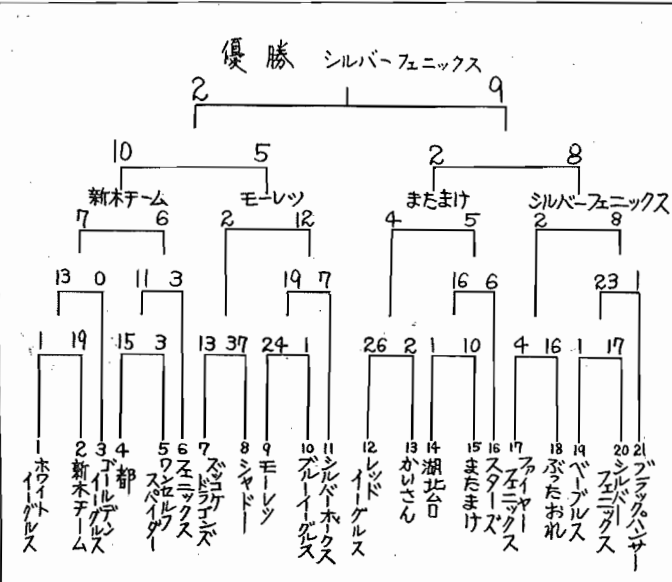 優勝 シルバーフェニックス
2 9
10 5 2 8
新木チーム モーレツ またまけ シルバーフェニックス
7 6 2 12 4 5 2 8
13 0 11 3 19 7 16 6 23 1
1 19 15 3 13 37 24 1 26 2 1 10 4 16 1 17
1 ホワイトイーグルス
2 新木チーム
3 ゴールデンイーグルス
4 都
5 ワンセルフスパイダー
6 フェニックス
7 ズッコケドラゴンズ
8 シャドー
9 モーレツ
10 ブルーイーグルス
11 シルバーホークス
12 レッドイーグルス
13 かいさん
14 湖北台
15 またまけ
16 スターズ
17 ファイヤーフェニックス
18 ぶったおれ
19 ベーブルス
20 シルバーフェニックス
21 ブラックパンサー